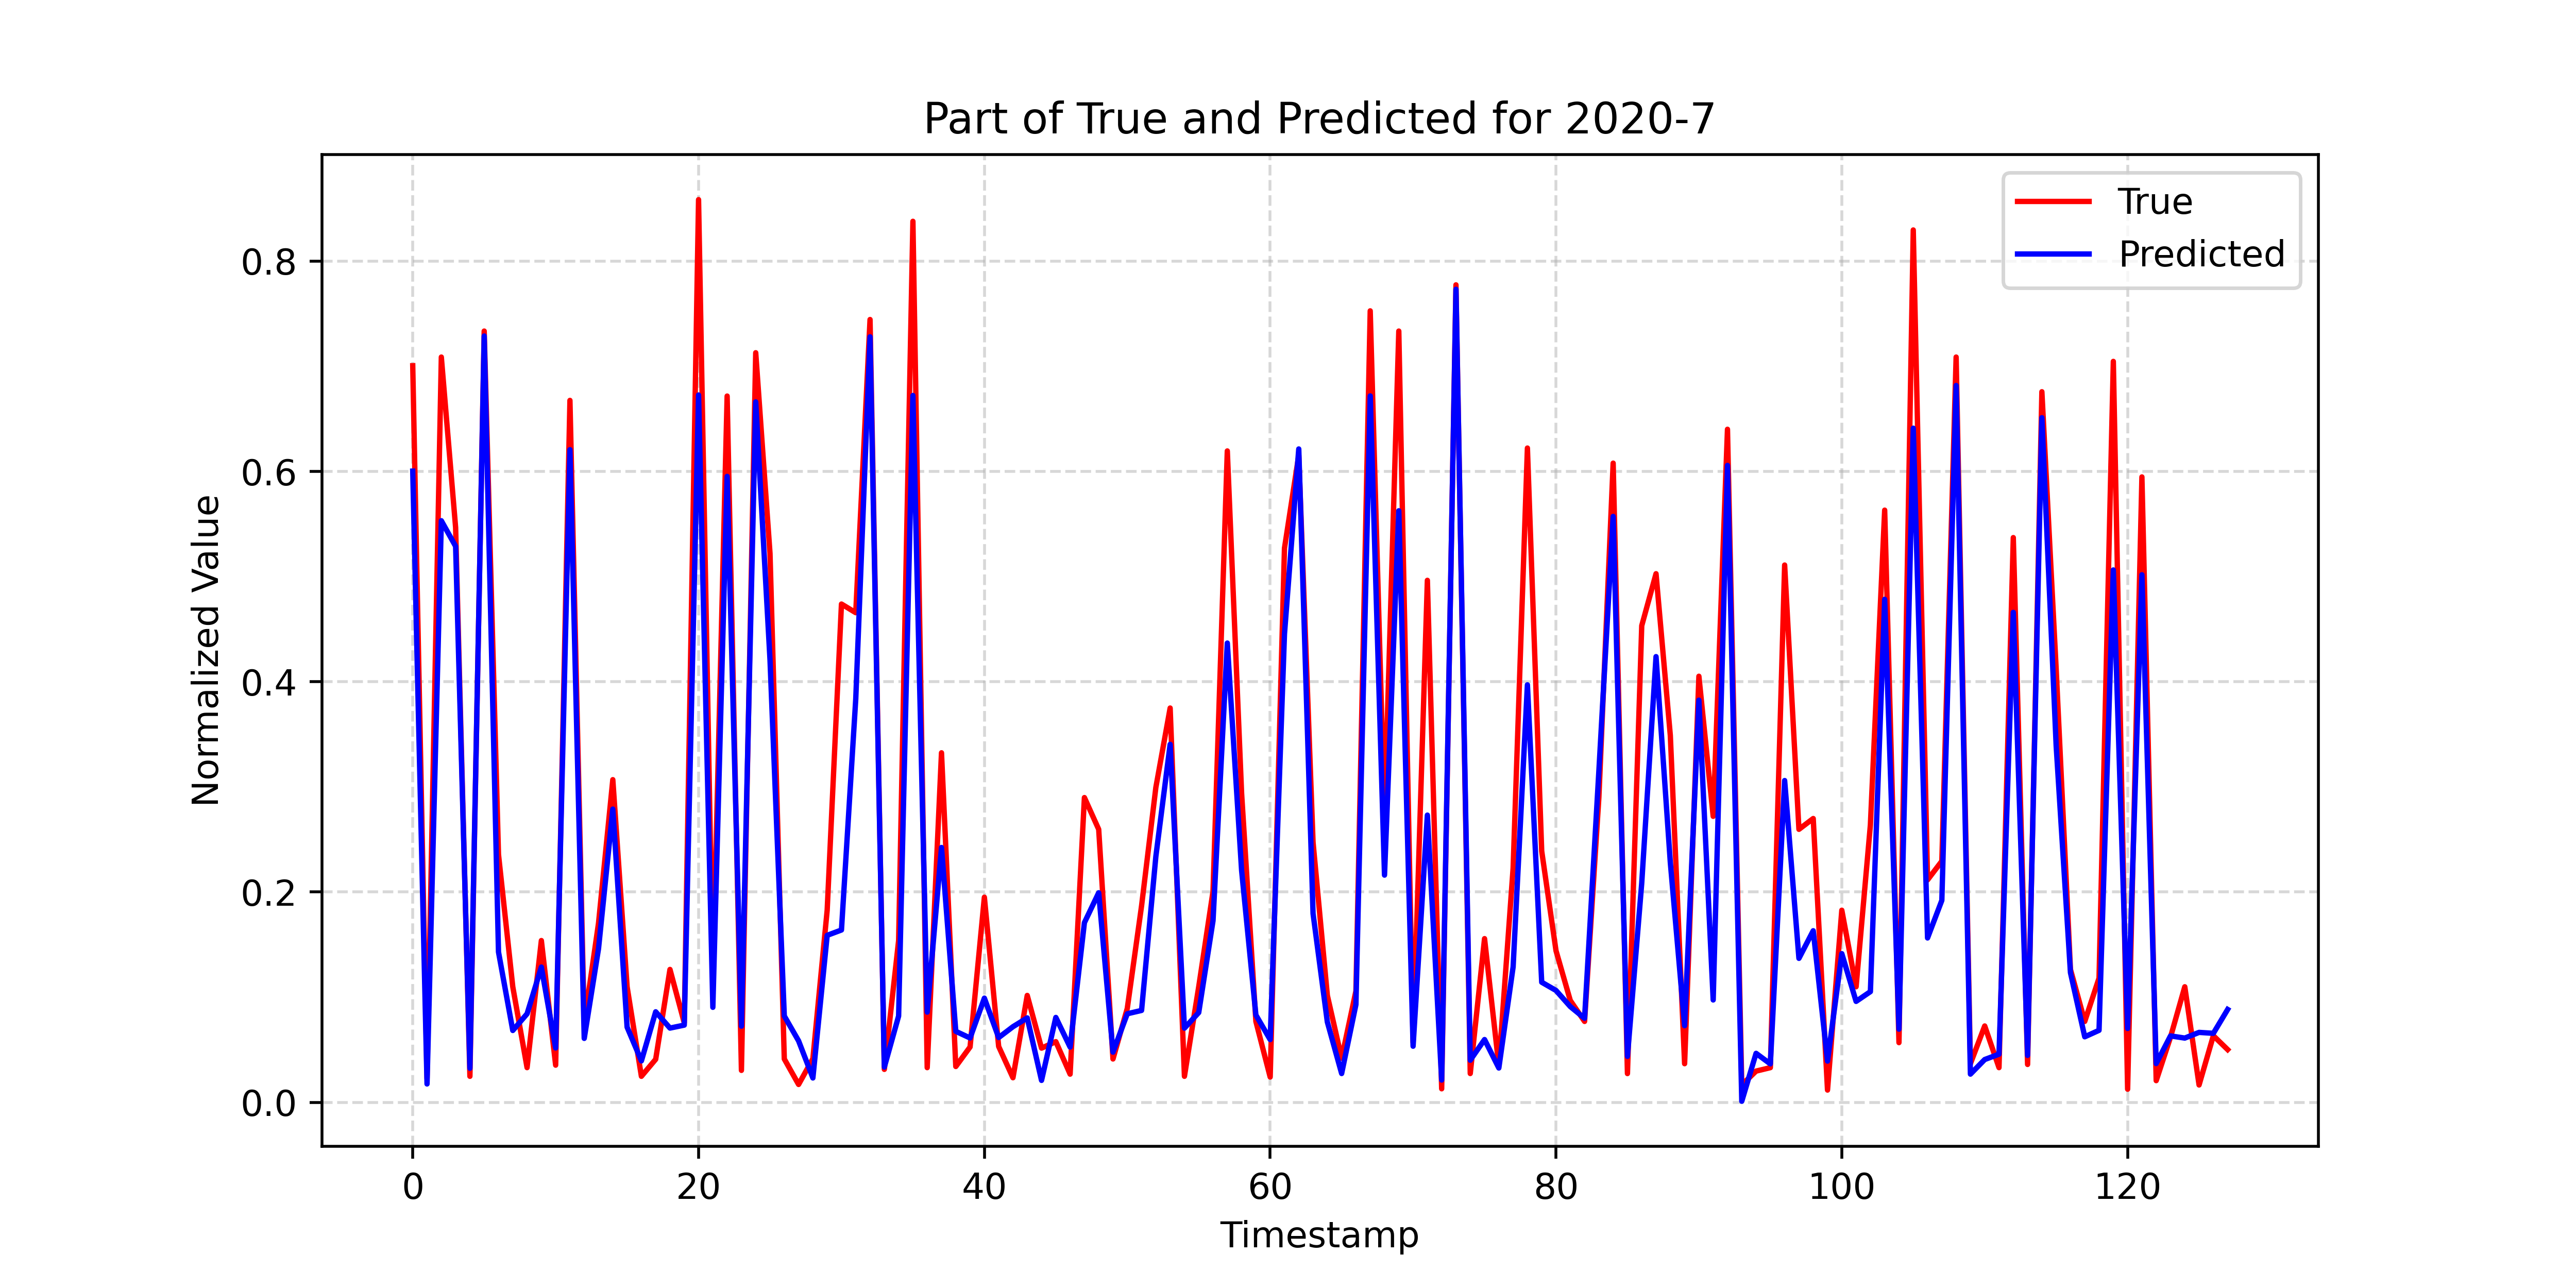 Part of True and Predicted for 2020-7
True
Predicted
Normalized Value
0.8
0.6
0.4
0.2
0.0
0 20 40 60 80 100 120
Timestamp